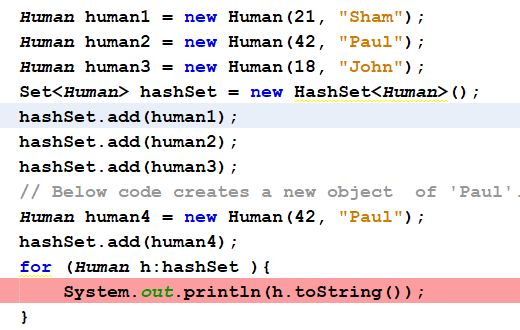 Human human1 = new Human(21, "Sham");
Human human2 = new Human(42, "Paul");
Human human3 = new Human(18, "John");
Set<Human> hashSet = new HashSet<Human>();
hashSet.add(human1);
hashSet.add(human2);
hashSet.add(human3);
// Below code creates a new object  of 'Paul'.
Human human4 = new Human(42, "Paul");
hashSet.add(human4);
for (Human h:hashSet ){
    System.out.println(h.toString());
}